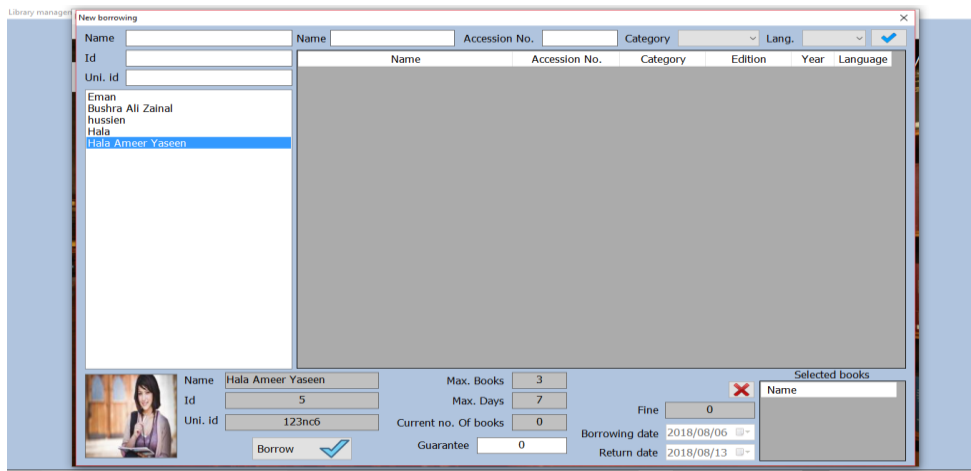 Library manager
New borrowing
Name Name Accession No. Category Lang.
Id
Uni. id
Name Accession No. Category Edition Year Language
Eman
Bushra Ali Zainal
hussien
Hala
Hala Ameer Yaseen
Selected books
Name Hala Ameer Yaseen Max. Books 3 Name
Id 5 Max. Days 7
Fine 0
Uni. id 123nc6 Current no. Of books 0
Borrowing date 2018/08/06
Borrow Guarantee 0
Return date 2018/08/13